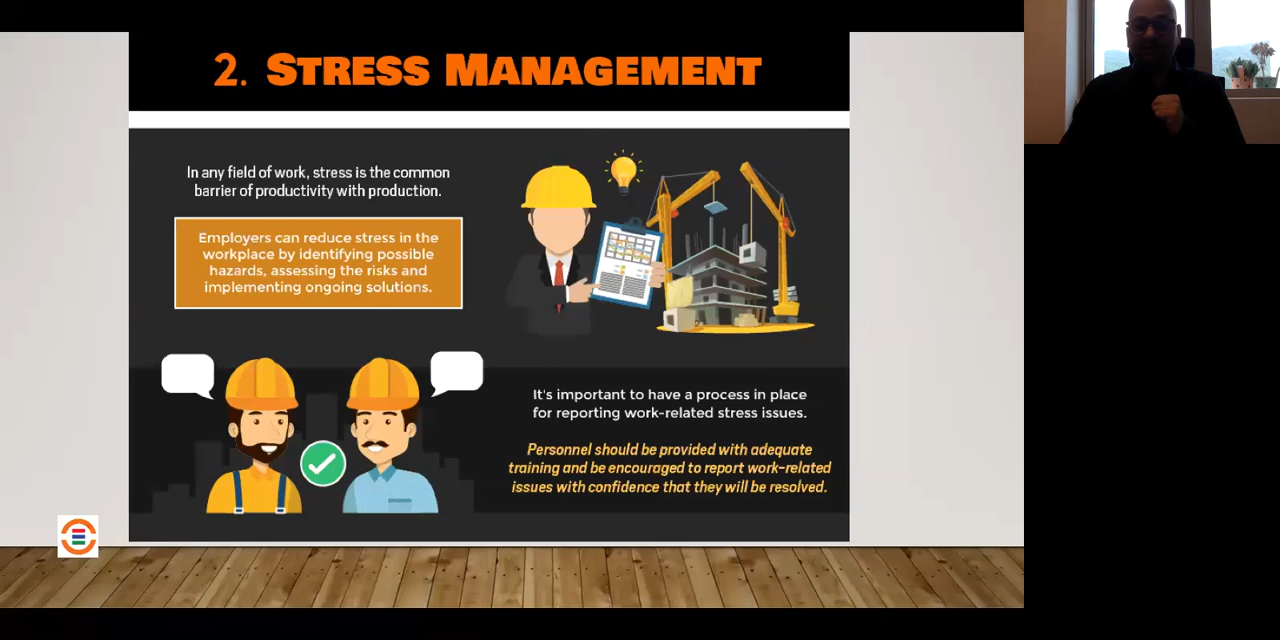 2. STRESS MANAGEMENT
In any field of work, stress is the common
barrier of productivity with production.
Employers can reduce stress in the
workplace by identifying possible
hazards, assessing the risks and
implementing ongoing solutions.
It's important to have a process in place
for reporting work-related stress issues.
Personnel should be provided with adequate
training and be encouraged to report work-related
issues with confidence that they will be resolved.